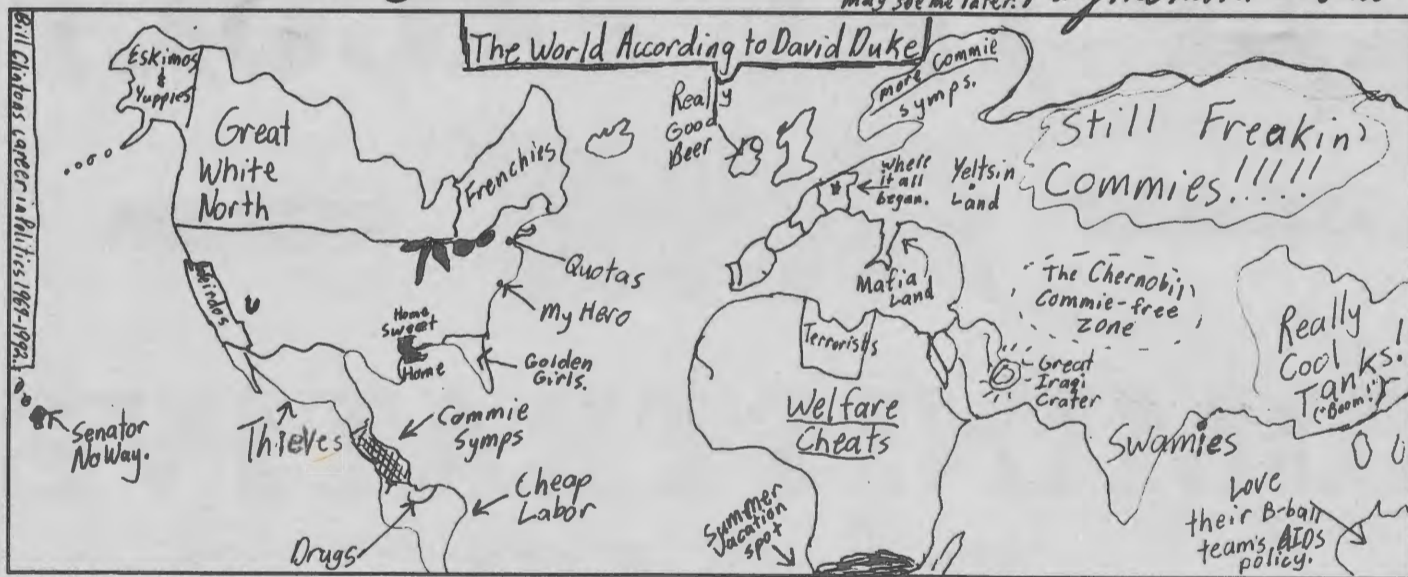 may see me later.
The World According to David Duke
Bill Clintons career in Politics 1969-1992.
Eskimos
&
Yuppies
Great
White
North
Frenchies
Really
Good
Beer
more Commie
symps.
Still Freakin'
Commies!!!!!
where
it all
began.
Yeltsin
Land
Weirdos
Quotas
My Hero
Home
Sweet
Home
Golden
Girls.
Mafia
Land
Terrorists
The Chernobil
Commie-free
Zone
Great
Iraqi
Crater
Really
Cool
Tanks!
("Boom!")
Senator
No Way.
Thieves
Commie
Symps
Welfare
Cheats
Swamies
Cheap
Labor
Drugs
Summer
Vacation
spot
Love
their B-ball
team's AIDS
policy.